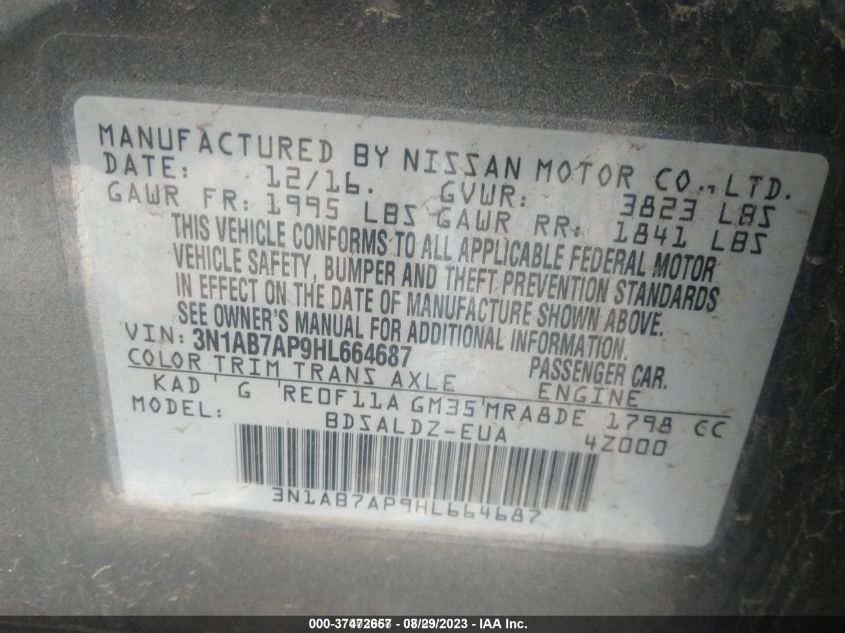 MANUFACTURED BY NISSAN MOTOR CO., LTD.
DATE: 12/16. GVWR: 3823 LBS
GAWR FR: 1995 LBS GAWR RR: 1841 LBS
THIS VEHICLE CONFORMS TO ALL APPLICABLE FEDERAL MOTOR
VEHICLE SAFETY, BUMPER AND THEFT PREVENTION STANDARDS
IN EFFECT ON THE DATE OF MANUFACTURE SHOWN ABOVE.
SEE OWNER'S MANUAL FOR ADDITIONAL INFORMATION.
VIN: 3N1AB7AP9HL664687 PASSENGER CAR.
COLOR TRIM TRANS AXLE ENGINE
KAD G RE0F11A GM35 MRA8DE 1798 CC
MODEL: BDSALDZ-EUA 4Z000
3N1AB7AP9HL664687
000-37472657 - 08/29/2023 - IAA, Inc.